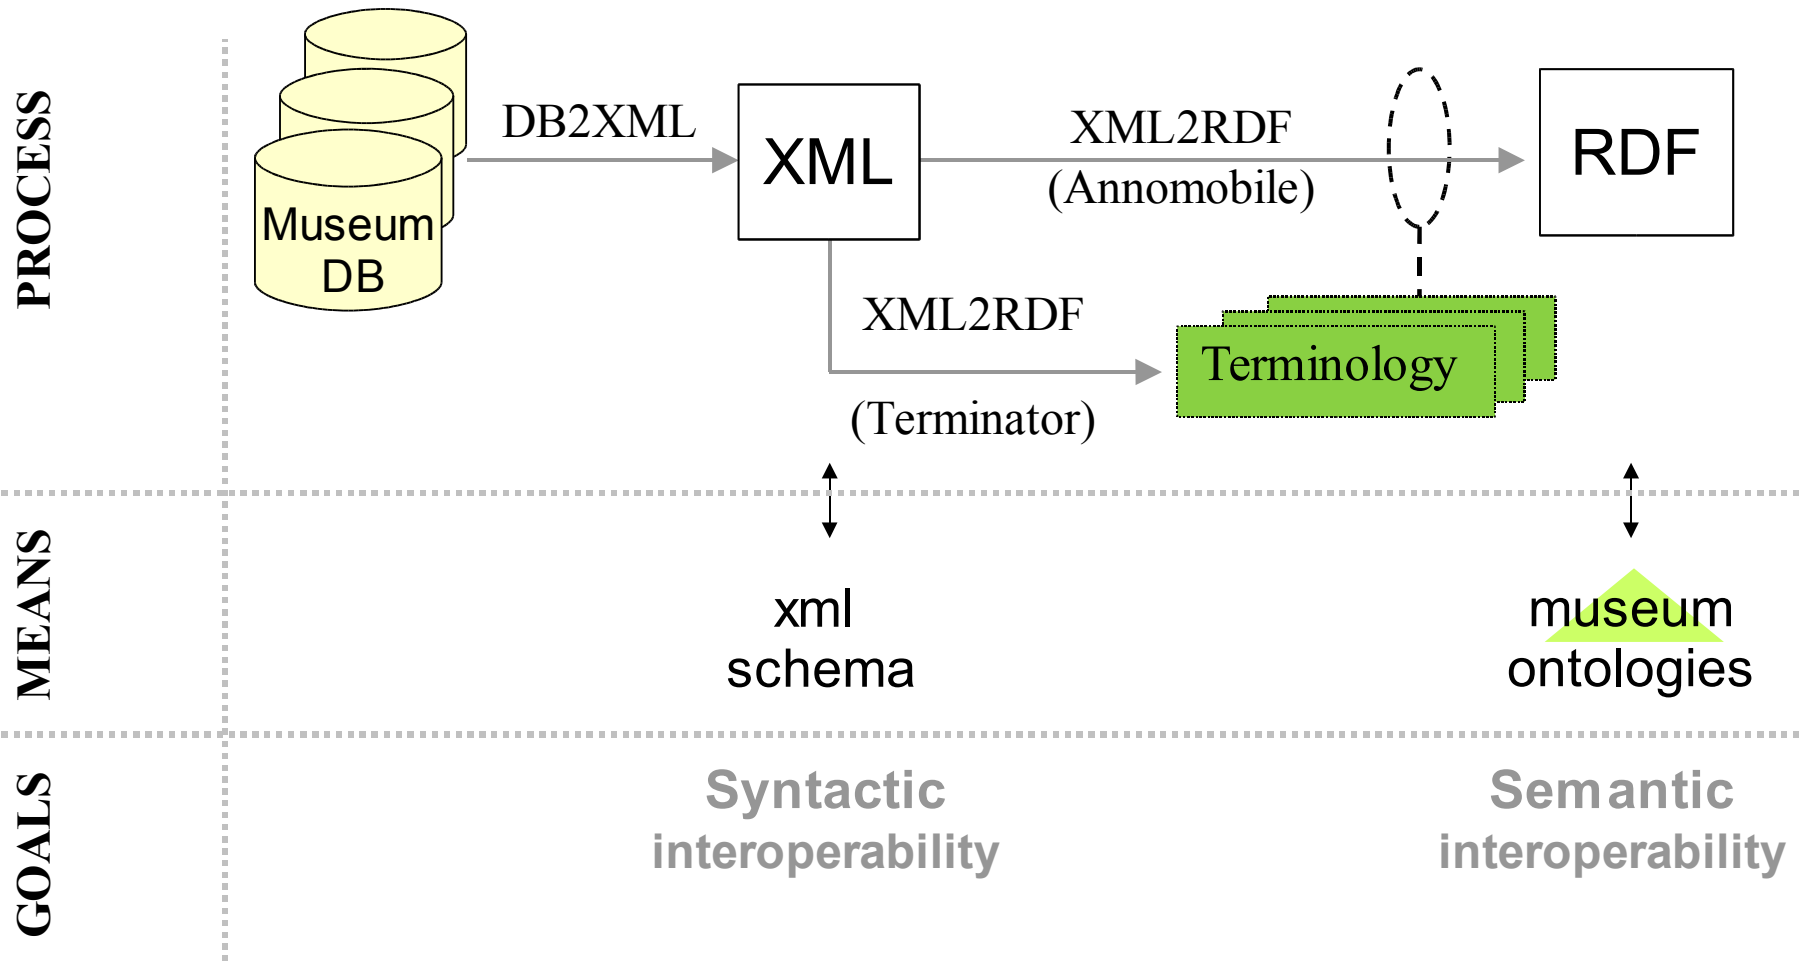 PROCESS
Museum
DB
DB2XML
XML
XML2RDF
(Annomobile)
RDF
XML2RDF
(Terminator)
Terminology
MEANS
xml
schema
museum
ontologies
GOALS
Syntactic
interoperability
Semantic
interoperability